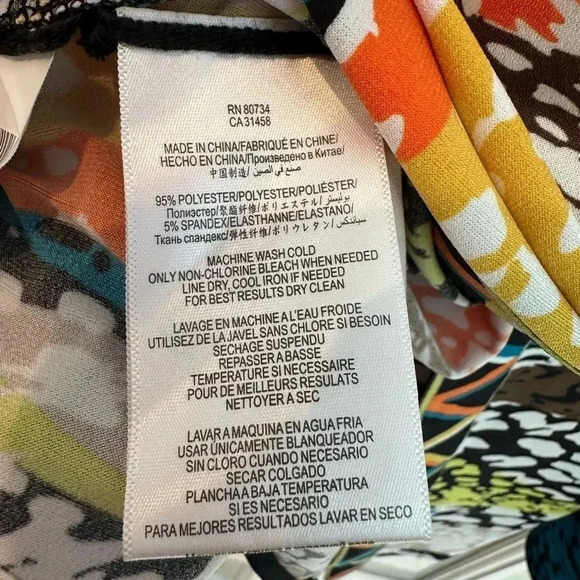 RN 80734
CA 31458
MADE IN CHINA/FABRIQUÉ EN CHINE/
HECHO EN CHINA/Произведено в Китае/
中国制造/ صنع في الصين/
95% POLYESTER/POLYESTER/POLIÉSTER/
Полиэстер/聚酯纤维/ポリエステル/بوليستر/
5% SPANDEX/ELASTHANNE/ELASTANO/
Ткань спандекс/弹性纤维/ポリウレタン/سباندكس/
MACHINE WASH COLD
ONLY NON-CHLORINE BLEACH WHEN NEEDED
LINE DRY, COOL IRON IF NEEDED
FOR BEST RESULTS DRY CLEAN
LAVAGE EN MACHINE A L'EAU FROIDE
UTILISEZ DE LA JAVEL SANS CHLORE SI BESOIN
SECHAGE SUSPENDU
REPASSER A BASSE
TEMPERATURE SI NECESSAIRE
POUR DE MEILLEURS RESULATS
NETTOYER A SEC
LAVAR A MAQUINA EN AGUA FRIA
USAR ÚNICAMENTE BLANQUEADOR
SIN CLORO CUANDO NECESARIO
SECAR COLGADO
PLANCHA A BAJA TEMPERATURA
SI ES NECESARIO
PARA MEJORES RESULTADOS LAVAR EN SECO